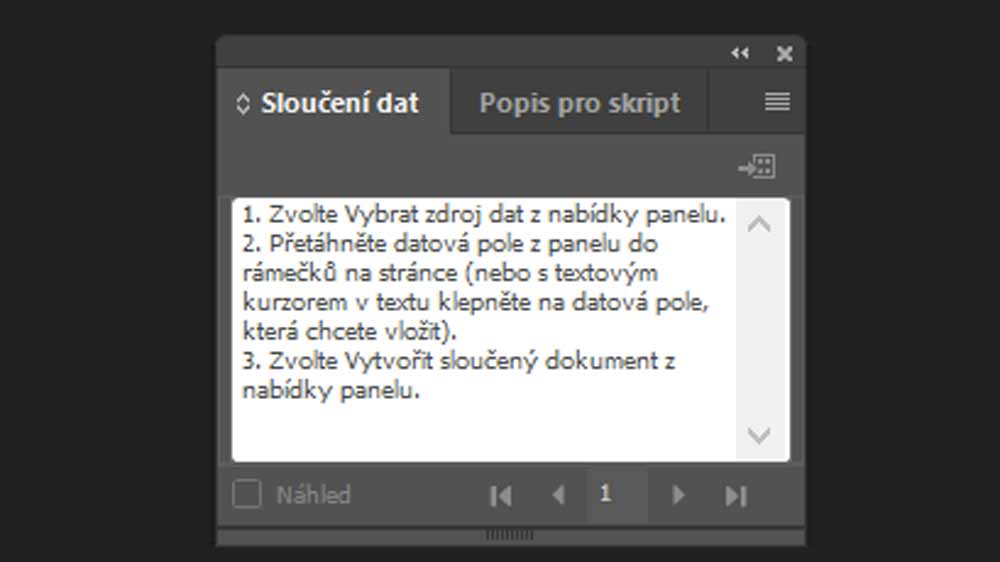 Sloučení dat
Popis pro skript
1. Zvolte Vybrat zdroj dat z nabídky panelu.
2. Přetáhněte datová pole z panelu do
rámečků na stránce (nebo s textovým
kurzorem v textu klepněte na datová pole,
která chcete vložit).
3. Zvolte Vytvořit sloučený dokument z
nabídky panelu.
Náhled
1